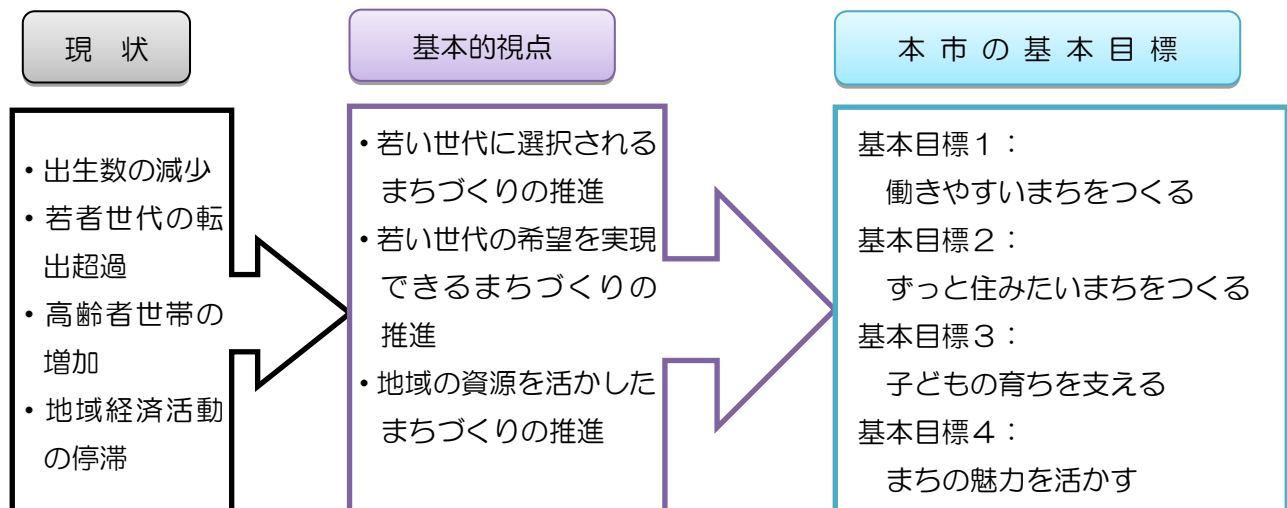 現 状
・出生数の減少
・若者世代の転
出超過
・高齢者世帯の
増加
・地域経済活動
の停滞
基本的視点
・若い世代に選択される
まちづくりの推進
・若い世代の希望を実現
できるまちづくりの
推進
・地域の資源を活かした
まちづくりの推進
本 市 の 基 本 目 標
基本目標１：
働きやすいまちをつくる
基本目標２：
ずっと住みたいまちをつくる
基本目標３：
子どもの育ちを支える
基本目標４：
まちの魅力を活かす